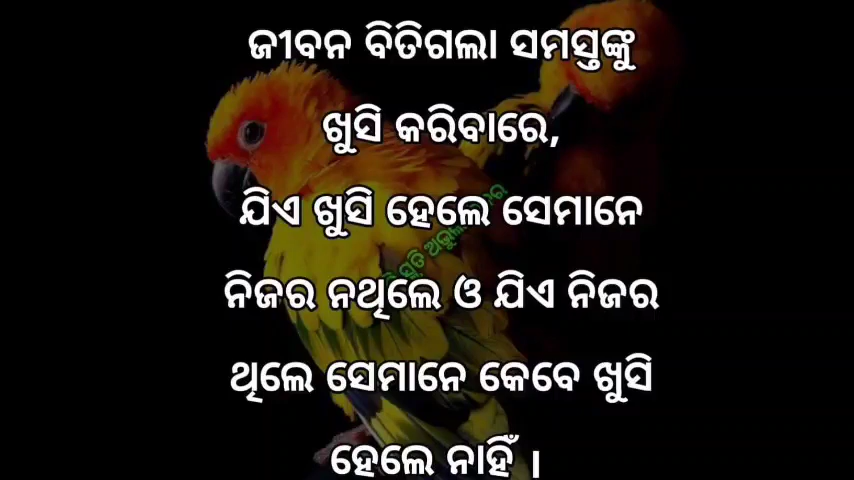 ଜୀବନ ବିତିଗଲା ସମସ୍ତଙ୍କୁ
ଖୁସି କରିବାରେ,
ଯିଏ ଖୁସି ହେଲେ ସେମାନେ
ନିଜର ନଥିଲେ ଓ ଯିଏ ନିଜର
ଥିଲେ ସେମାନେ କେବେ ଖୁସି
ହେଲେ ନାହିଁ ।